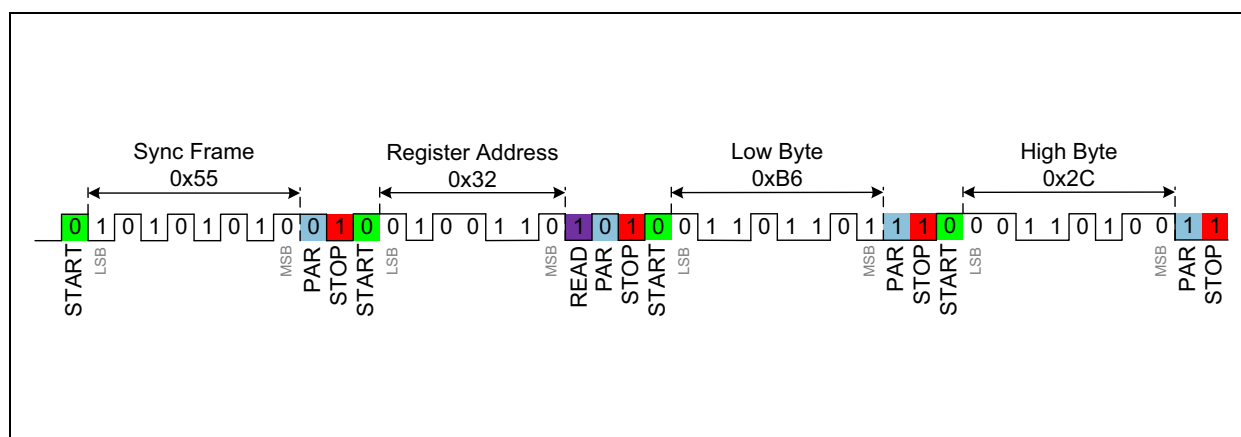 Sync Frame
0x55
Register Address
0x32
Low Byte
0xB6
High Byte
0x2C
0 1 0 1 0 1 0 1 0 0 1 0 0 1 0 0 1 1 0 1 0 1 0 0 1 1 0 1 1 0 1 1 1 0 0 0 1 1 0 1 0 0 1 1
START
LSB
MSB
PAR
STOP
START
LSB
MSB
READ
PAR
STOP
START
LSB
MSB
PAR
STOP
START
LSB
MSB
PAR
STOP